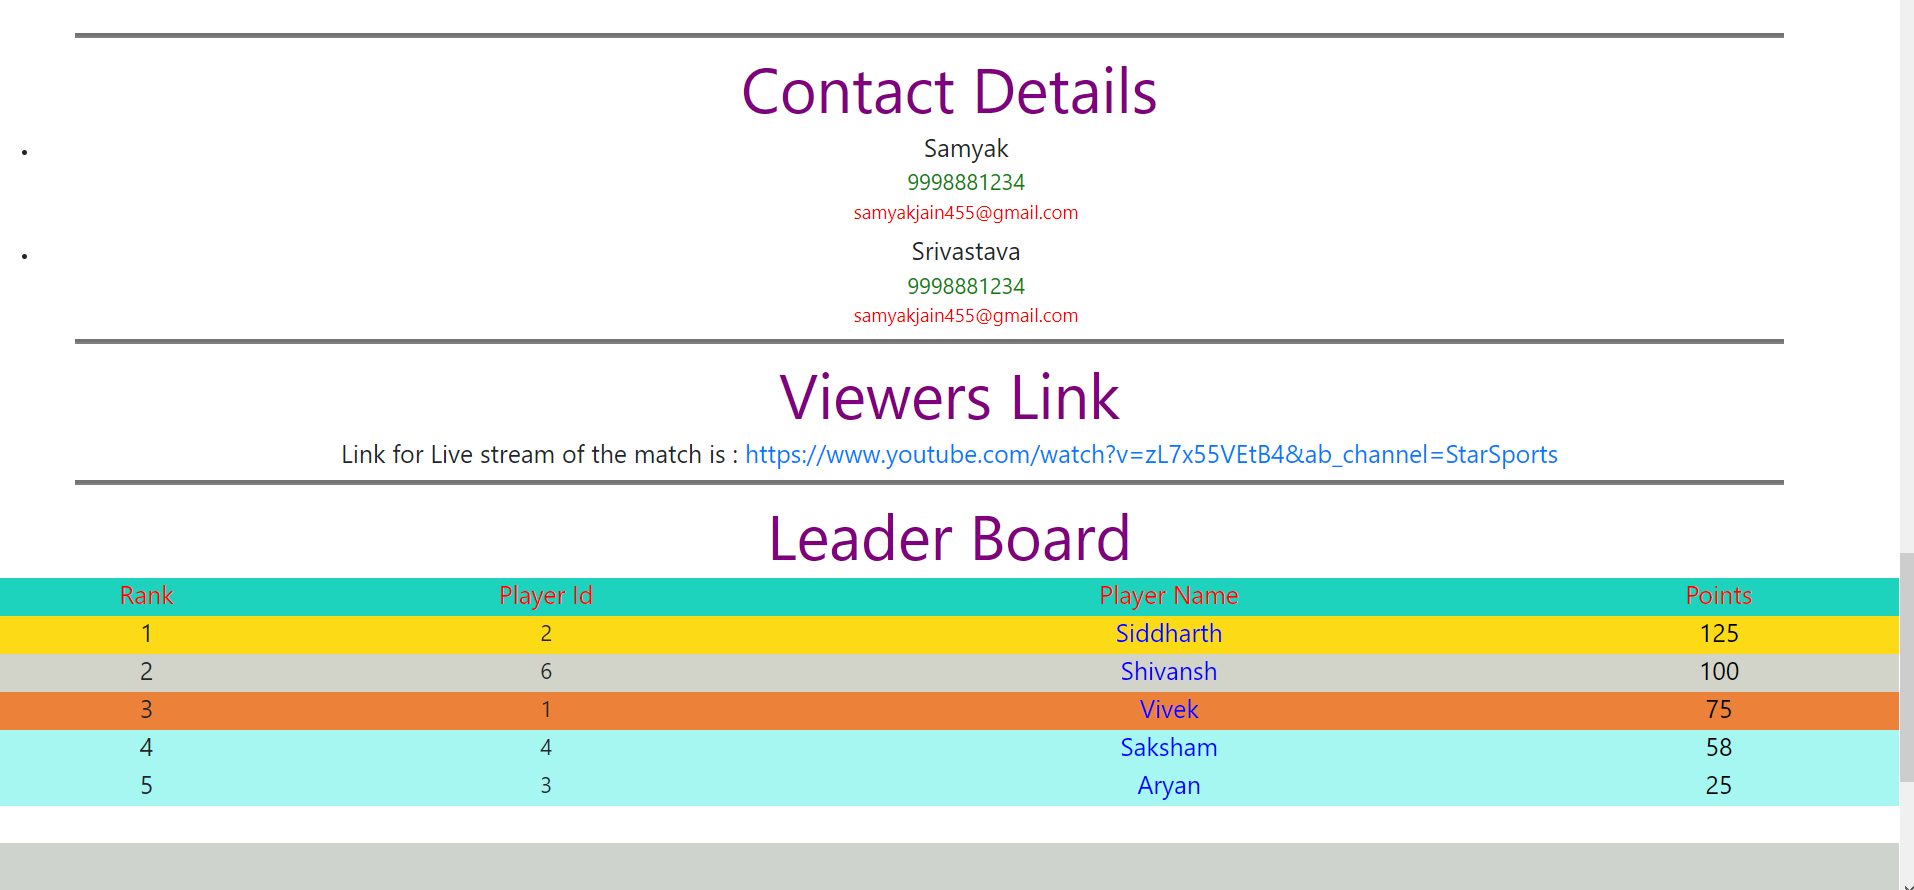 Contact Details
• Samyak
9998881234
samyakjain455@gmail.com
• Srivastava
9998881234
samyakjain455@gmail.com
Viewers Link
Link for Live stream of the match is : https://www.youtube.com/watch?v=zL7x55VEtB4&ab_channel=StarSports
Leader Board
Rank Player Id Player Name Points
1 2 Siddharth 125
2 6 Shivansh 100
3 1 Vivek 75
4 4 Saksham 58
5 3 Aryan 25